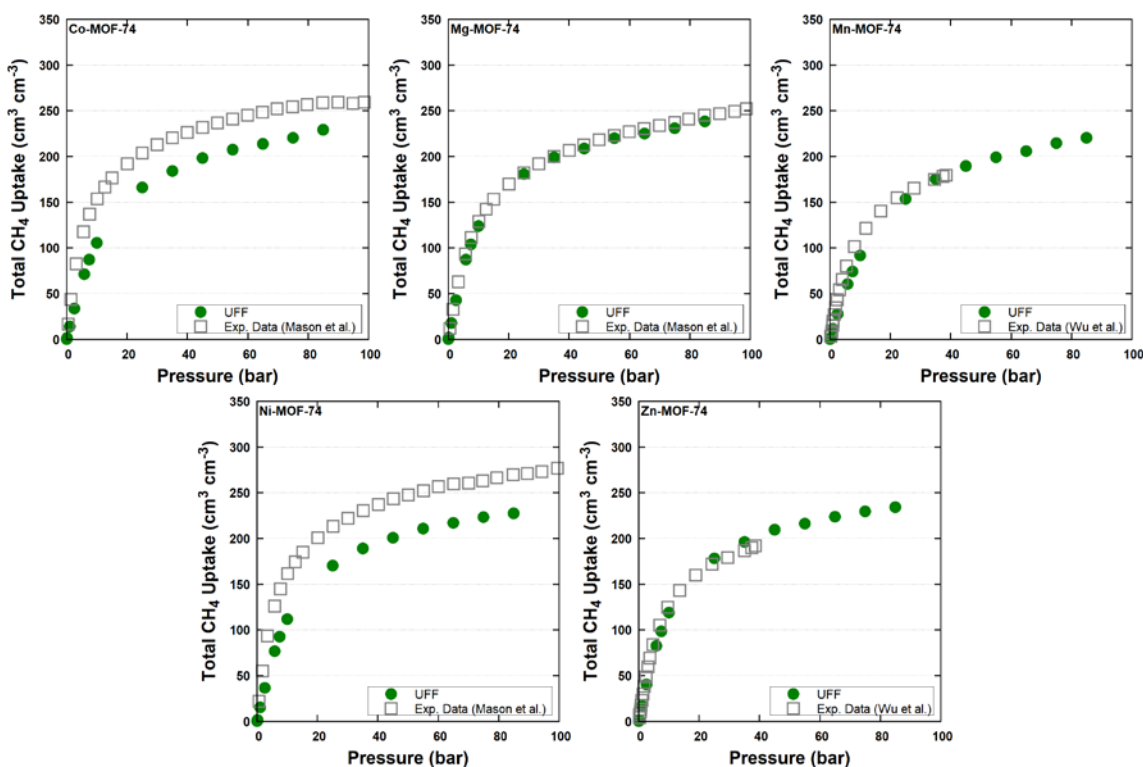 Co-MOF-74
Total CH₄ Uptake (cm³ cm⁻³)
350
300
250
200
150
100
50
0
UFF
Exp. Data (Mason et al.)
0 20 40 60 80 100
Pressure (bar)
Mg-MOF-74
Total CH₄ Uptake (cm³ cm⁻³)
350
300
250
200
150
100
50
0
UFF
Exp. Data (Mason et al.)
0 20 40 60 80 100
Pressure (bar)
Mn-MOF-74
Total CH₄ Uptake (cm³ cm⁻³)
350
300
250
200
150
100
50
0
UFF
Exp. Data (Wu et al.)
0 20 40 60 80 100
Pressure (bar)
Ni-MOF-74
Total CH₄ Uptake (cm³ cm⁻³)
350
300
250
200
150
100
50
0
UFF
Exp. Data (Mason et al.)
0 20 40 60 80 100
Pressure (bar)
Zn-MOF-74
Total CH₄ Uptake (cm³ cm⁻³)
350
300
250
200
150
100
50
0
UFF
Exp. Data (Wu et al.)
0 20 40 60 80 100
Pressure (bar)